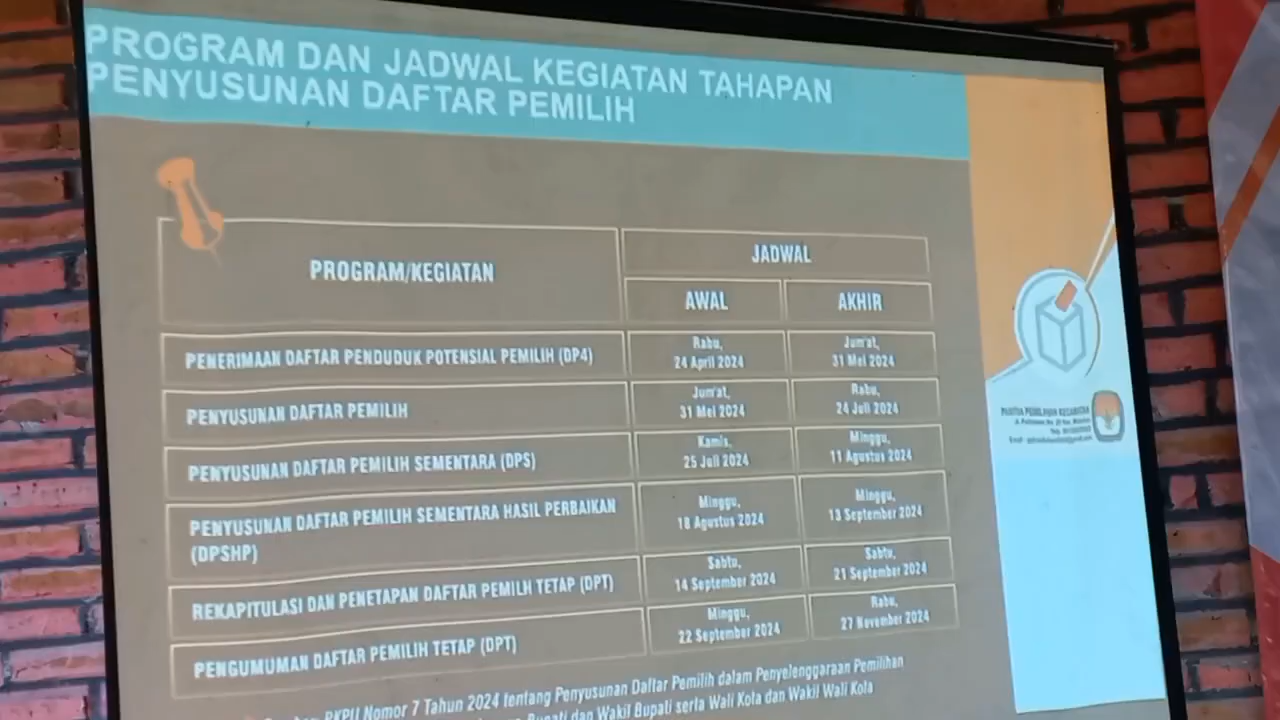 PROGRAM DAN JADWAL KEGIATAN TAHAPAN
PENYUSUNAN DAFTAR PEMILIH
PROGRAM/KEGIATAN
JADWAL
AWAL
AKHIR
PENERIMAAN DAFTAR PENDUDUK POTENSIAL PEMILIH (DP4)
Rabu,
24 April 2024
Jum'at,
31 Mei 2024
PENYUSUNAN DAFTAR PEMILIH
Jum'at,
31 Mei 2024
Rabu,
24 Juli 2024
PENYUSUNAN DAFTAR PEMILIH SEMENTARA (DPS)
Kamis,
25 Juli 2024
Minggu,
11 Agustus 2024
PENYUSUNAN DAFTAR PEMILIH SEMENTARA HASIL PERBAIKAN
(DPSHP)
Minggu,
18 Agustus 2024
Minggu,
13 September 2024
REKAPITULASI DAN PENETAPAN DAFTAR PEMILH TETAP (DPT)
Sabtu,
14 September 2024
Sabtu,
21 September 2024
PENGUMUMAN DAFTAR PEMILIH TETAP (DPT)
Minggu,
22 September 2024
Rabu,
27 November 2024
PKPU Nomor 7 Tahun 2024 tentang Penyusunan Daftar Pemilih dalam Penyelenggaraan Pemilihan
Bupati dan Wakil Bupati serta Wali Kota dan Wakil Wali Kota
PANITIA PEMILIHAN KECAMATAN